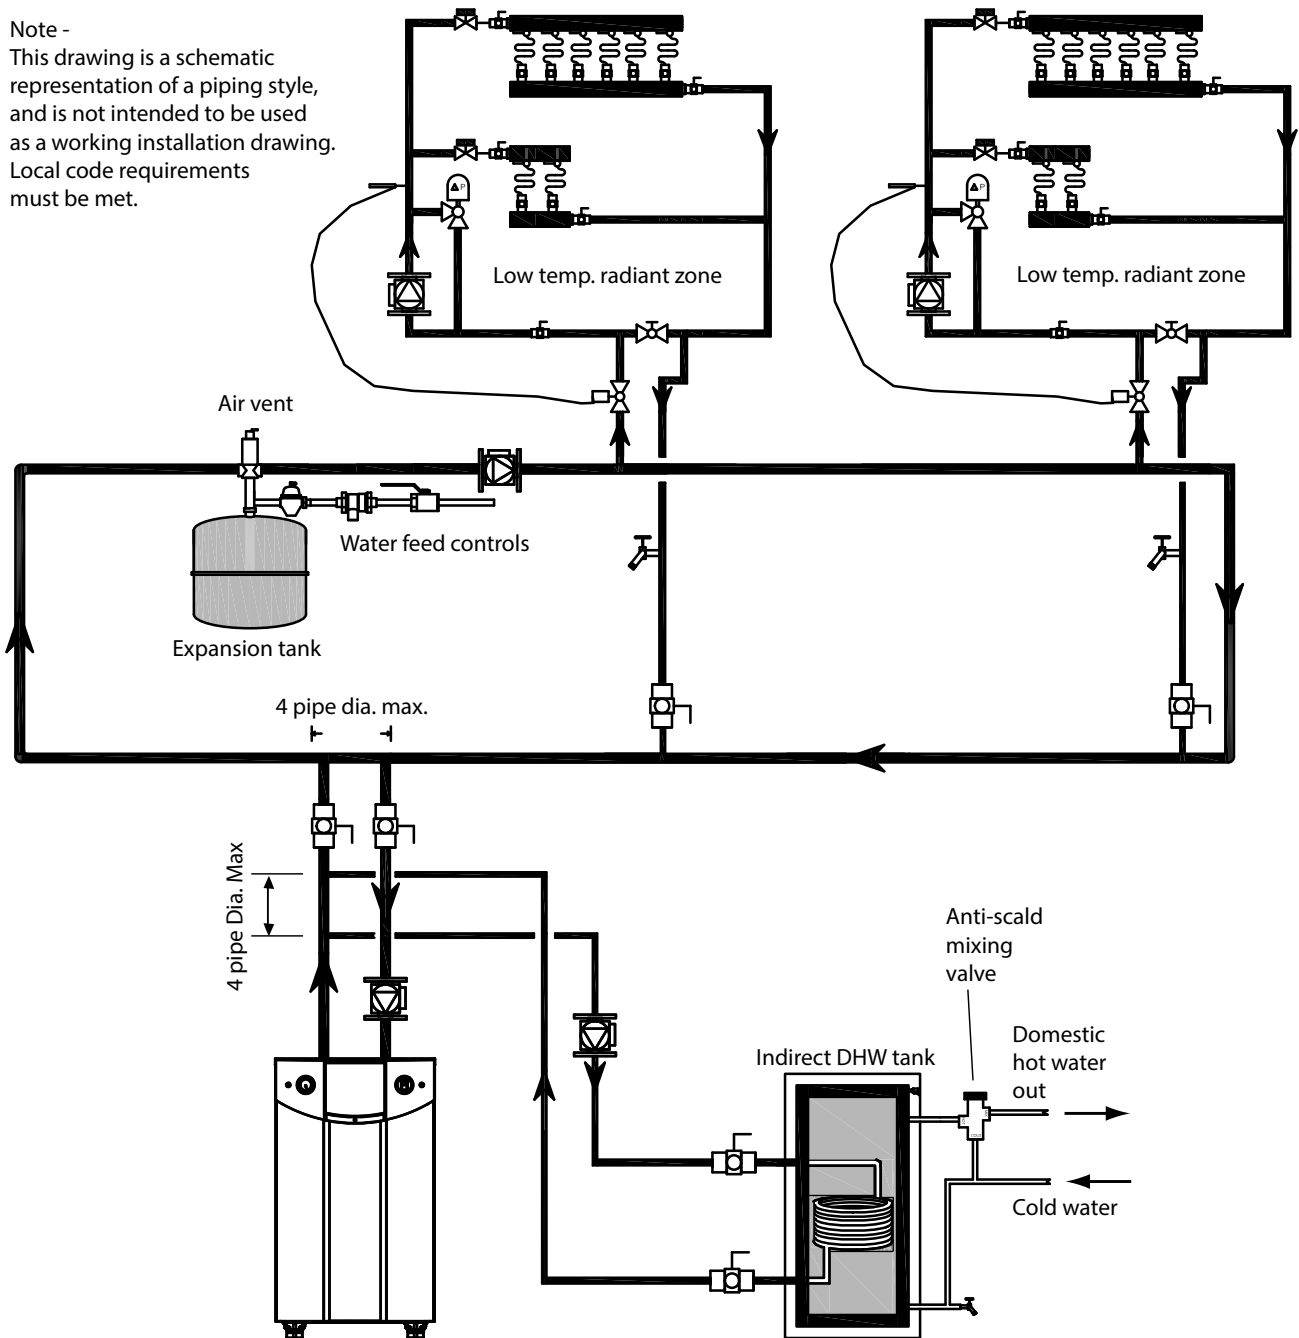 Note -
This drawing is a schematic
representation of a piping style,
and is not intended to be used
as a working installation drawing.
Local code requirements
must be met.
P
P
Low temp. radiant zone
Low temp. radiant zone
Air vent
Water feed controls
Expansion tank
4 pipe dia. max.
4 pipe Dia. Max
Anti-scald
mixing
valve
Domestic
hot water
out
Indirect DHW tank
Cold water